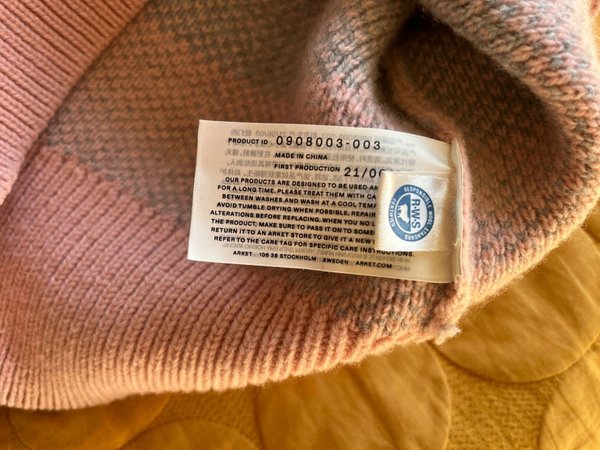 PRODUCT ID 0908003-003
MADE IN CHINA
FIRST PRODUCTION 21/0
OUR PRODUCTS ARE DESIGNED TO BE USED AN
FOR A LONG TIME. PLEASE TREAT THEM WITH CA
BETWEEN WASHES AND WASH AT A COOL TEMP
AVOID TUMBLE DRYING WHEN POSSIBLE. REPAIR
ALTERATIONS BEFORE REPLACING. WHEN YOU NO
THE PRODUCT, MAKE SURE TO PASS IT ON TO SOME
RETURN IT TO AN ARKET STORE TO GIVE IT A NEW
REFER TO THE CARE TAG FOR SPECIFIC CARE INSTRUCTIONS.
ARKET 106 38 STOCKHOLM SWEDEN ARKET.COM
RESPONSIBLE WOOL STANDARD
R·W·S